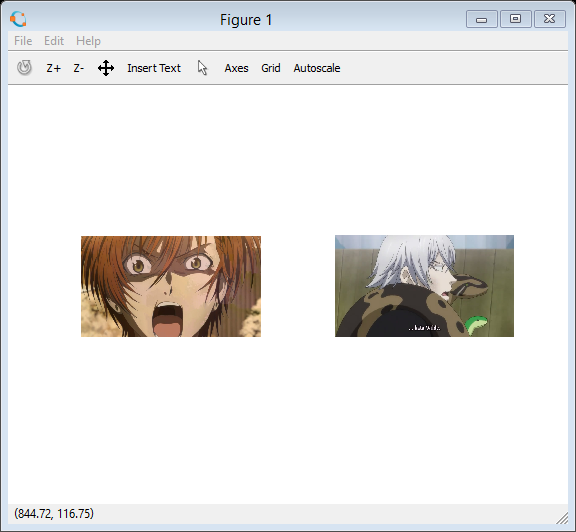 Figure 1
File Edit Help
Z+ Z- Insert Text Axes Grid Autoscale
(844.72, 116.75)